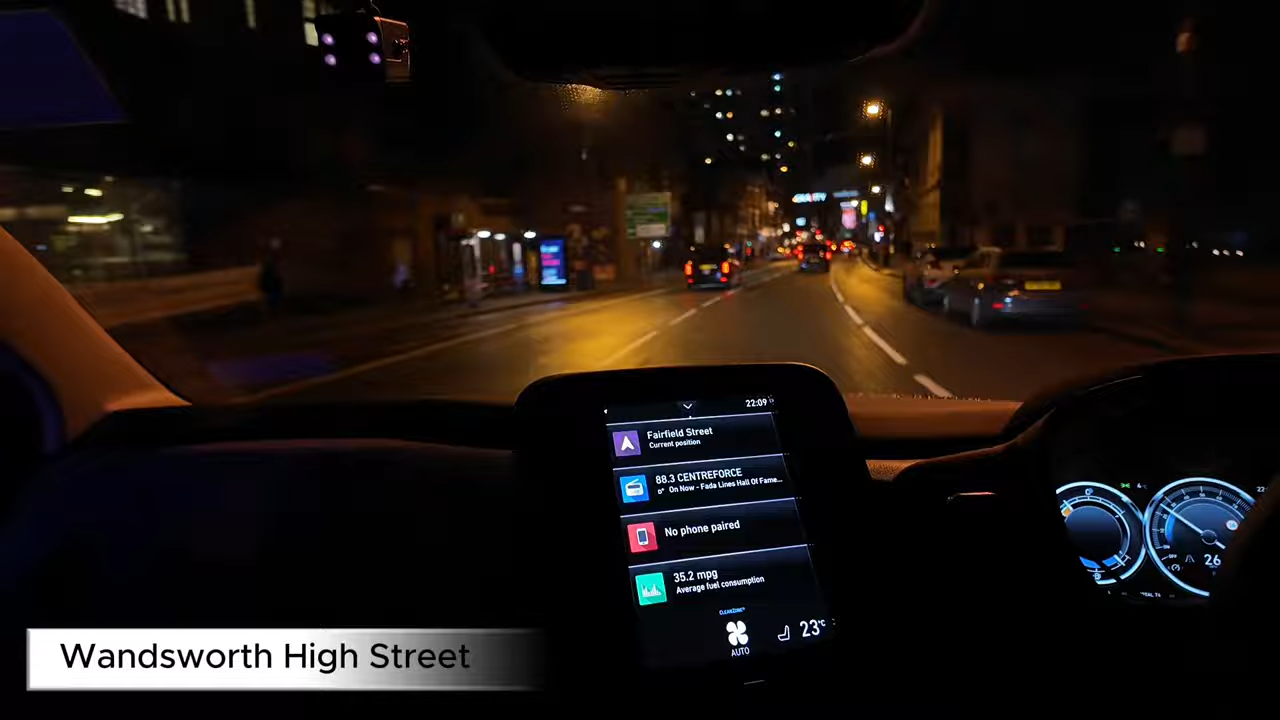 22:09
Fairfield Street
Current position
88.3 CENTREFORCE
On Now - Fada Lines Hall Of Fame...
No phone paired
35.2 mpg
Average fuel consumption
CLEANZONE
AUTO
23°C
26
Wandsworth High Street